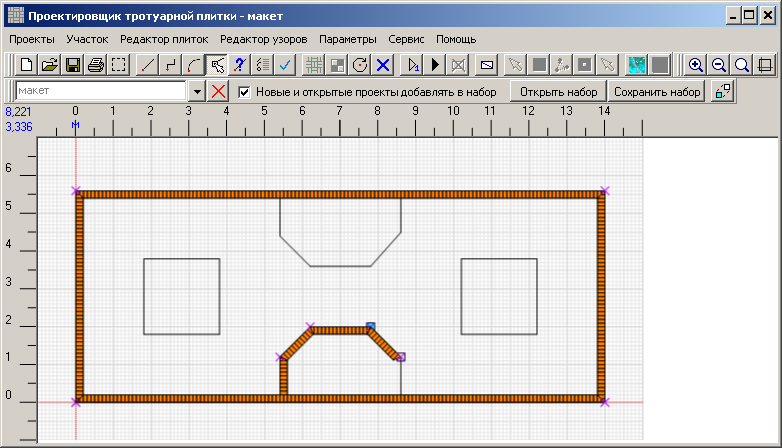 Проектировщик тротуарной плитки - макет
Проекты Участок Редактор плиток Редактор узоров Параметры Сервис Помощь
макет Новые и открытые проекты добавлять в набор Открыть набор Сохранить набор
8,221 0 1 2 3 4 5 6 7 8 9 10 11 12 13 14
3,336 м
6
5
4
3
2
1
0